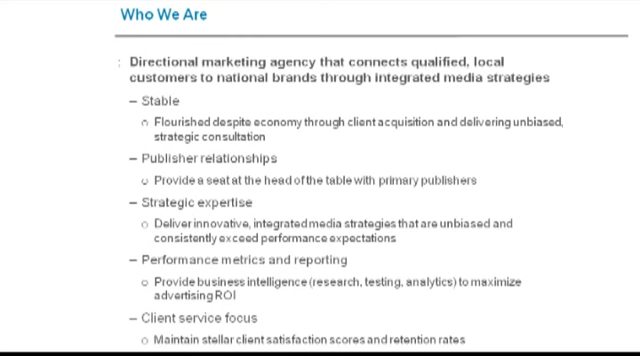 Who We Are
: Directional marketing agency that connects qualified, local
customers to national brands through integrated media strategies
– Stable
○ Flourished despite economy through client acquisition and delivering unbiased,
strategic consultation
– Publisher relationships
○ Provide a seat at the head of the table with primary publishers
– Strategic expertise
○ Deliver innovative, integrated media strategies that are unbiased and
consistently exceed performance expectations
– Performance metrics and reporting
○ Provide business intelligence (research, testing, analytics) to maximize
advertising ROI
– Client service focus
○ Maintain stellar client satisfaction scores and retention rates